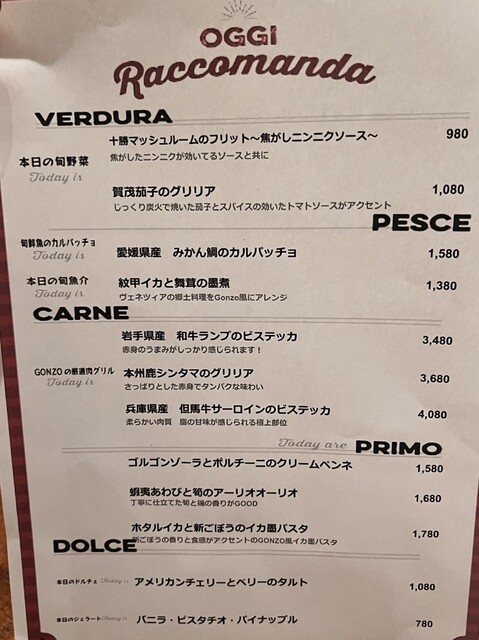 OGGI
Raccomanda
VERDURA
本日の旬野菜
Today is
十勝マッシュルームのフリット～焦がしニンニクソース～ 980
焦がしたニンニクが効いてるソースと共に
賀茂茄子のグリリア 1,080
じっくり炭火で焼いた茄子とスパイスの効いたトマトソースがアクセント
PESCE
旬鮮魚のカルパッチョ
Today is
愛媛県産 みかん鯛のカルパッチョ 1,580
本日の旬魚介
Today is
紋甲イカと舞茸の墨煮 1,380
ヴェネツィアの郷土料理をGonzo風にアレンジ
CARNE
岩手県産 和牛ランプのビステッカ 3,480
赤身のうまみがしっかり感じられます！
GONZOの厳選肉グリル
Today is
本州鹿シンタマのグリリア 3,680
さっぱりとした赤身でタンパクな味わい
兵庫県産 但馬牛サーロインのビステッカ 4,080
柔らかい肉質 脂の甘味が感じられる極上部位
Today are PRIMO
ゴルゴンゾーラとポルチーニのクリームペンネ 1,580
蝦夷あわびと筍のアーリオオーリオ 1,680
丁寧に仕立てた筍と磯の香りがGOOD
ホタルイカと新ごぼうのイカ墨パスタ 1,780
新ごぼうの香りと食感がアクセントのGONZO風イカ墨パスタ
DOLCE
本日のドルチェ Today is アメリカンチェリーとベリーのタルト 1,080
本日のジェラート Today is バニラ・ピスタチオ・パイナップル 780